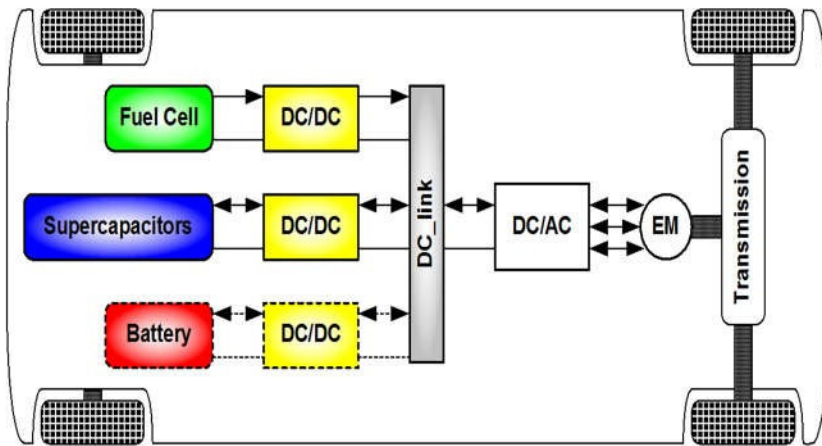 Fuel Cell
DC/DC
Supercapacitors
DC/DC
Battery
DC/DC
DC_link
DC/AC
EM
Transmission